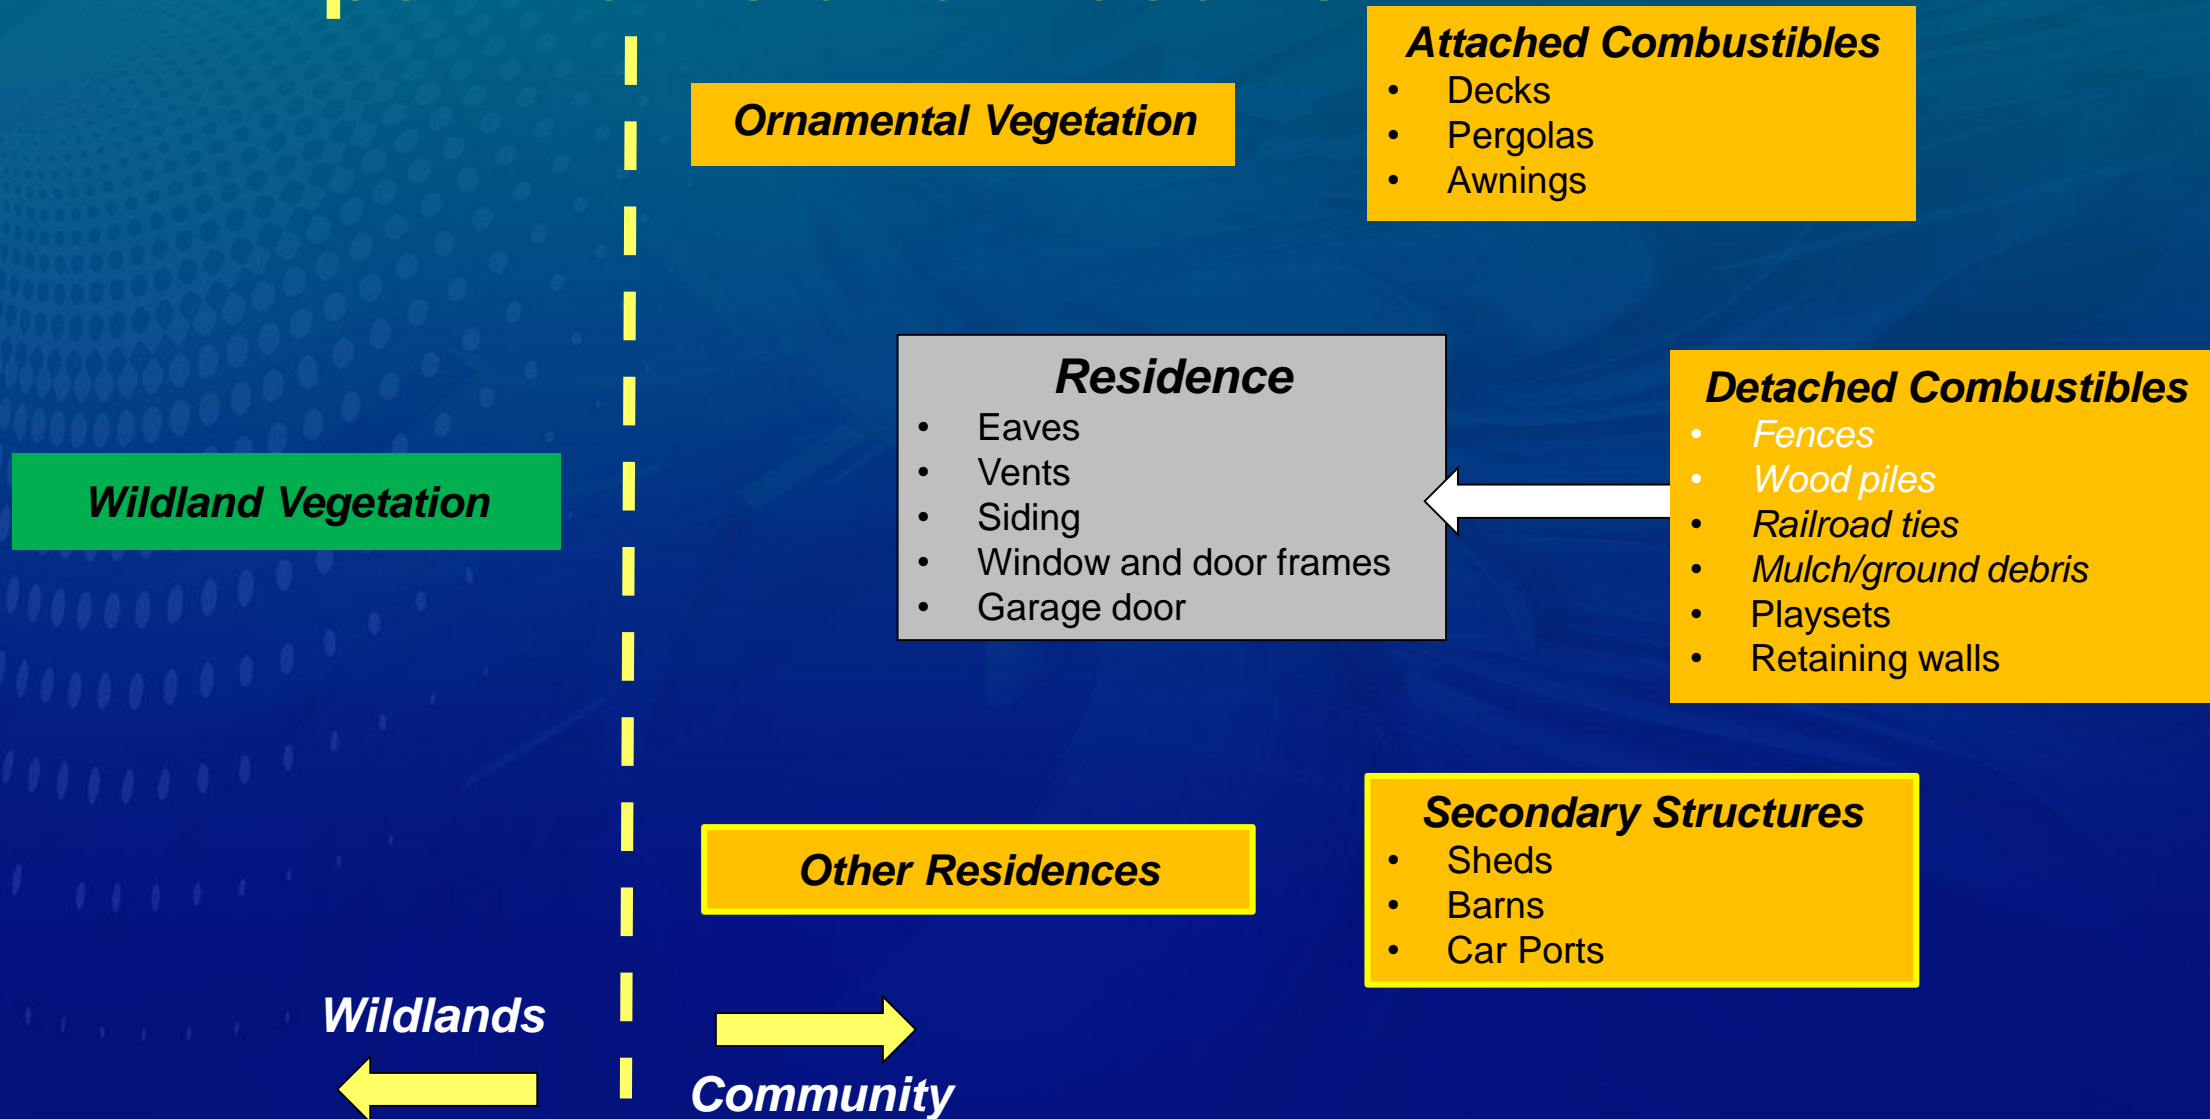 Attached Combustibles
• Decks
• Pergolas
• Awnings
Ornamental Vegetation
Residence
• Eaves
• Vents
• Siding
• Window and door frames
• Garage door
Detached Combustibles
• Fences
• Wood piles
• Railroad ties
• Mulch/ground debris
• Playsets
• Retaining walls
Wildland Vegetation
Secondary Structures
• Sheds
• Barns
• Car Ports
Other Residences
Wildlands
Community